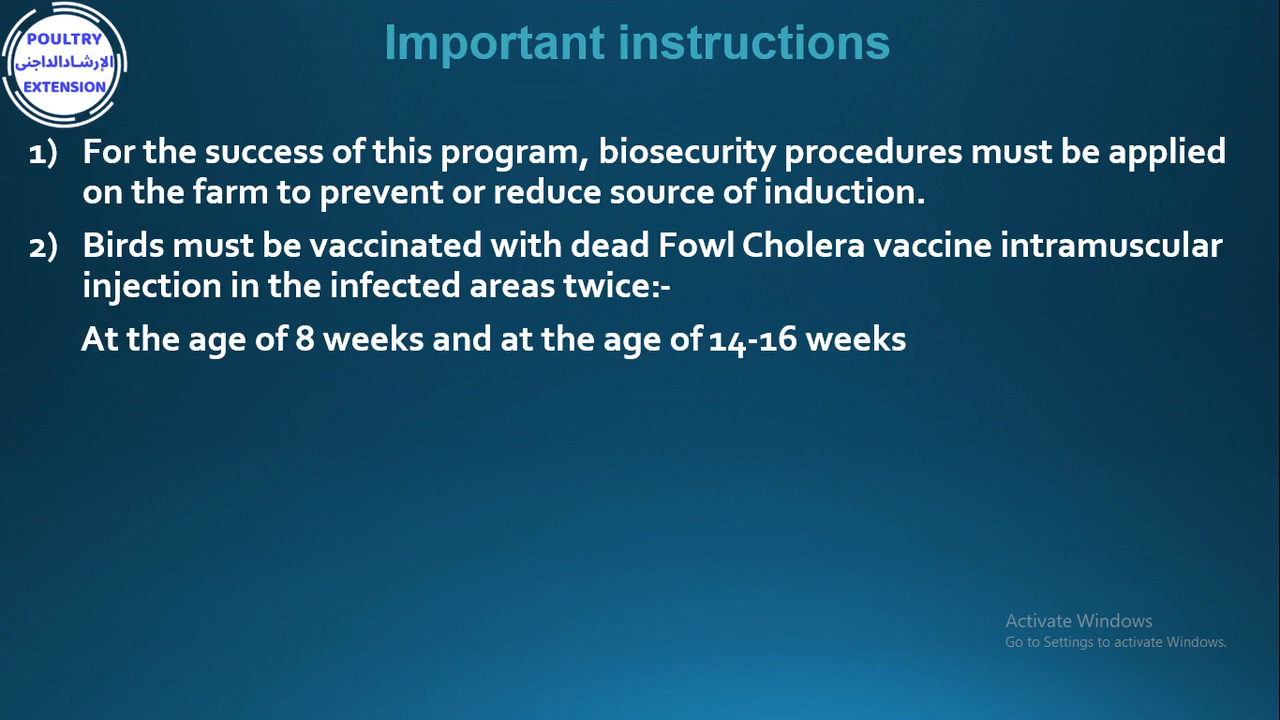 POULTRY
الإرشادالداجنى
EXTENSION
Important instructions
1) For the success of this program, biosecurity procedures must be applied
on the farm to prevent or reduce source of induction.
2) Birds must be vaccinated with dead Fowl Cholera vaccine intramuscular
injection in the infected areas twice:-
At the age of 8 weeks and at the age of 14-16 weeks
Activate Windows
Go to Settings to activate Windows.